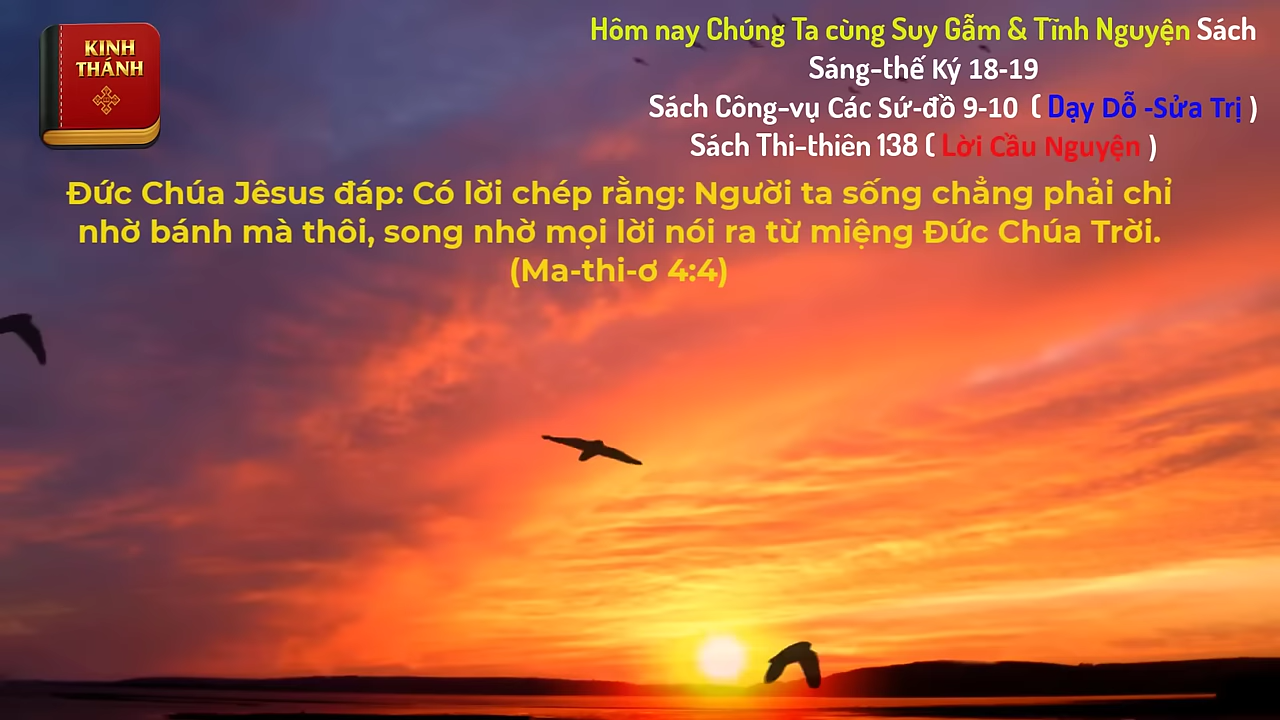 KINH
THÁNH
Hôm nay Chúng Ta cùng Suy Gẫm & Tĩnh Nguyện Sách
Sáng-thế Ký 18-19
Sách Công-vụ Các Sứ-đồ 9-10 ( Dạy Dỗ -Sửa Trị )
Sách Thi-thiên 138 ( Lời Cầu Nguyện )
Đức Chúa Jêsus đáp: Có lời chép rằng: Người ta sống chẳng phải chỉ
nhờ bánh mà thôi, song nhờ mọi lời nói ra từ miệng Đức Chúa Trời.
(Ma-thi-ơ 4:4)